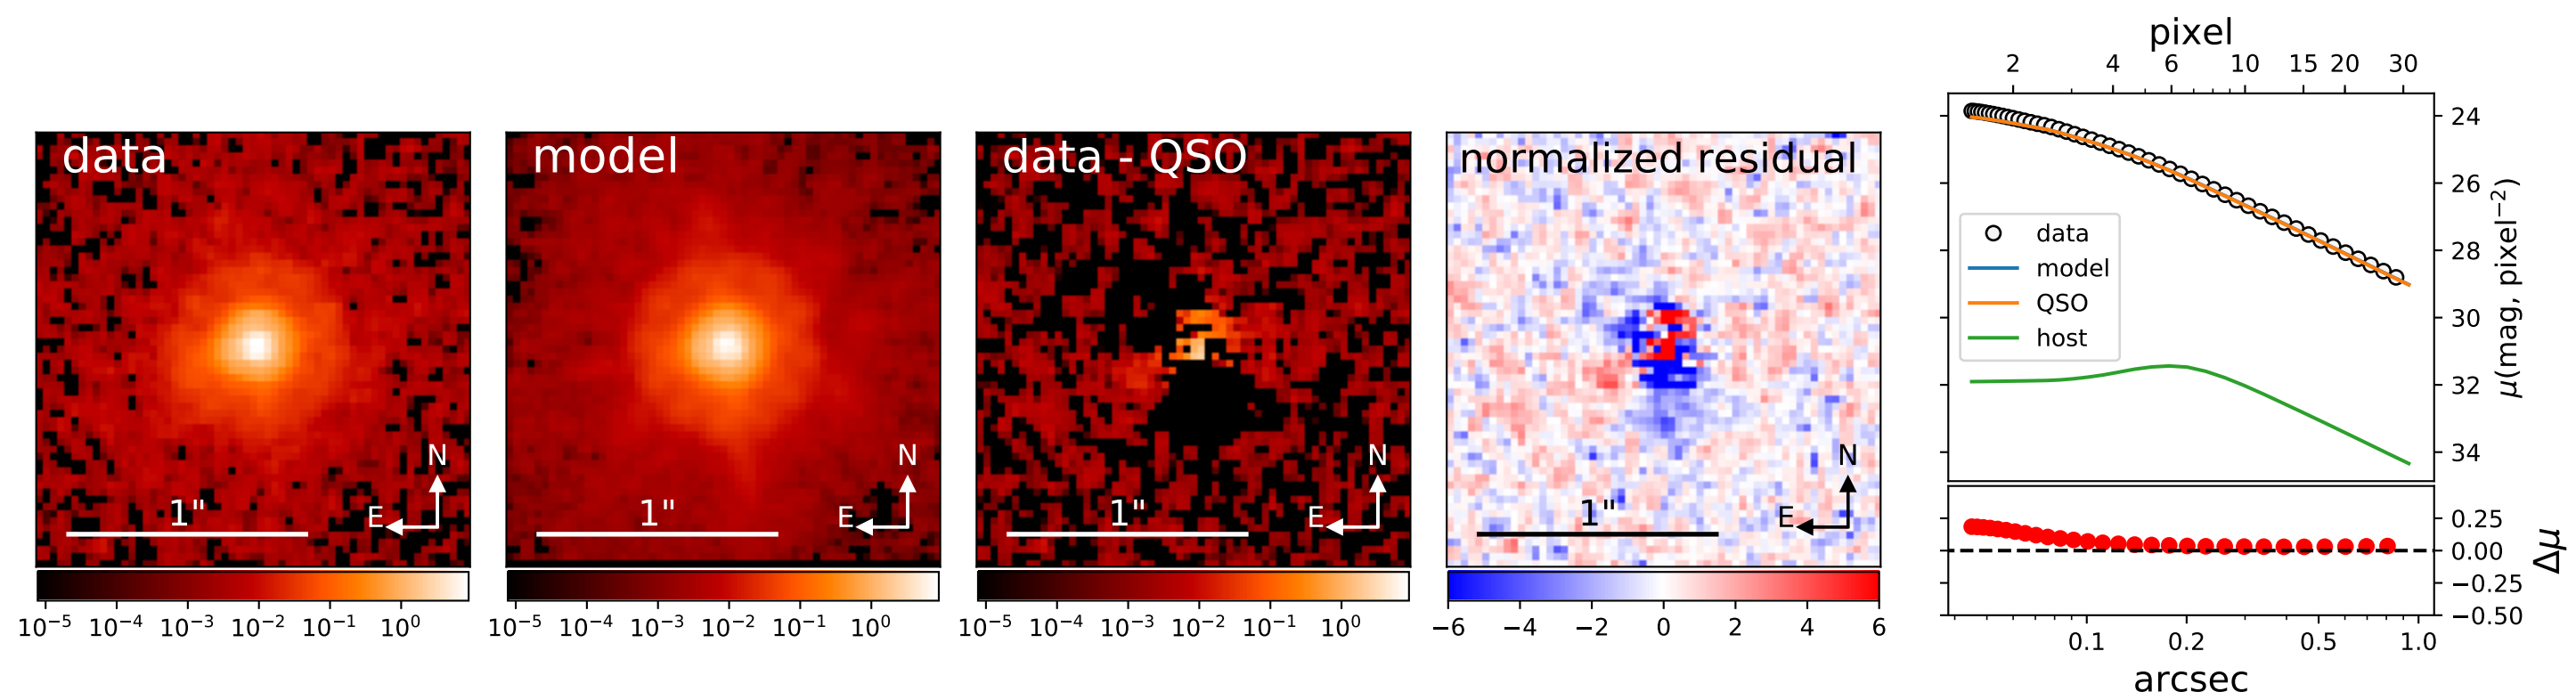 data
N
E
1"
10⁻⁵ 10⁻⁴ 10⁻³ 10⁻² 10⁻¹ 10⁰
model
N
E
1"
10⁻⁵ 10⁻⁴ 10⁻³ 10⁻² 10⁻¹ 10⁰
data - QSO
N
E
1"
10⁻⁵ 10⁻⁴ 10⁻³ 10⁻² 10⁻¹ 10⁰
normalized residual
N
E
1"
−6 −4 −2 0 2 4 6
pixel
2 4 6 10 15 20 30
data
model
QSO
host
24
26
28
30
32
34
μ(mag, pixel⁻²)
0.25
0.00
−0.25
−0.50
Δμ
0.1 0.2 0.5 1.0
arcsec